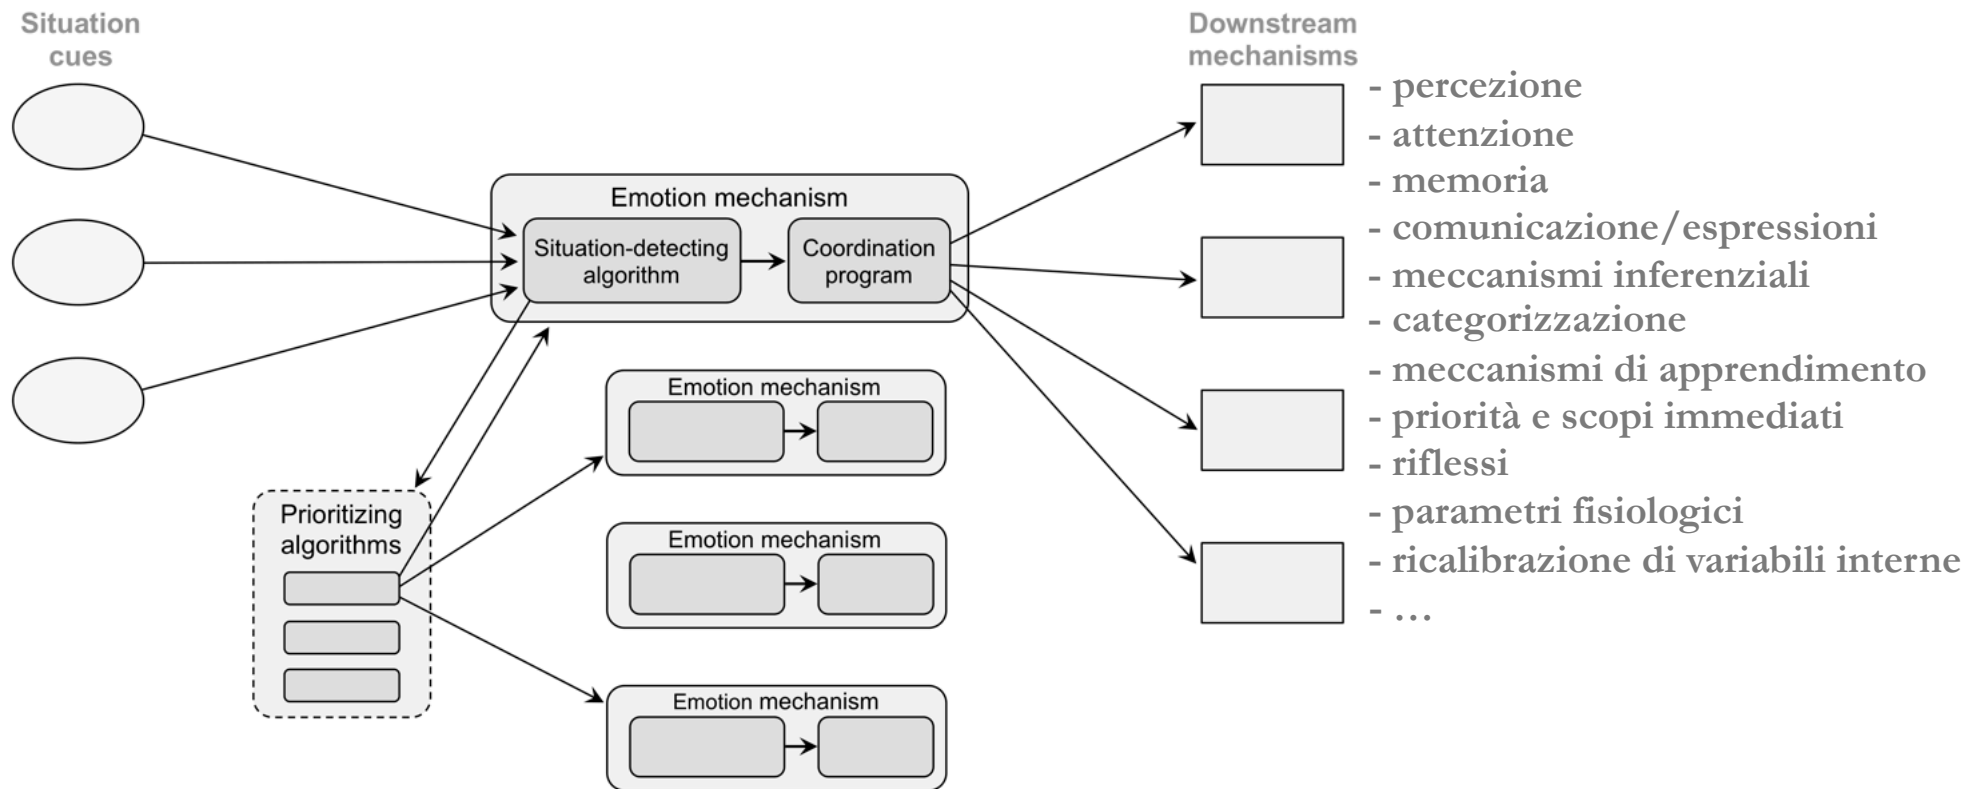 Situation
cues
Downstream
mechanisms
- percezione
- attenzione
- memoria
- comunicazione/espressioni
- meccanismi inferenziali
- categorizzazione
- meccanismi di apprendimento
- priorità e scopi immediati
- riflessi
- parametri fisiologici
- ricalibrazione di variabili interne
- ...
Emotion mechanism
Situation-detecting
algorithm
Coordination
program
Emotion mechanism
Prioritizing
algorithms
Emotion mechanism
Emotion mechanism